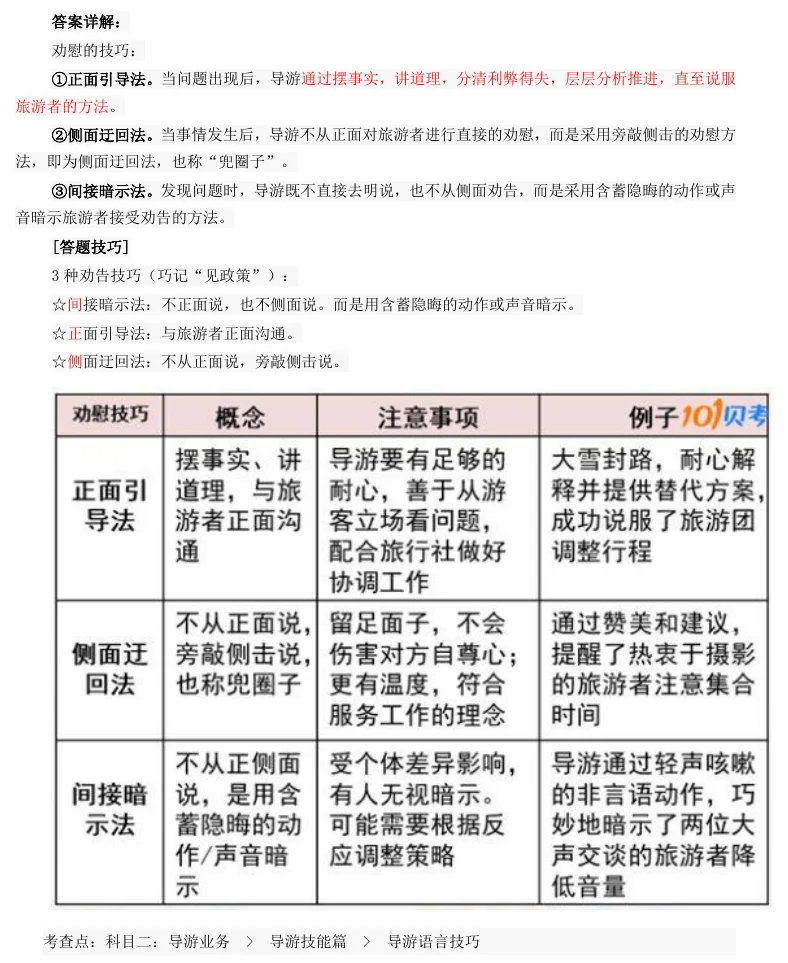 答案详解：
劝慰的技巧：
①正面引导法。当问题出现后，导游通过摆事实，讲道理，分清利弊得失，层层分析推进，直至说服
旅游者的方法。
②侧面迂回法。当事情发生后，导游不从正面对旅游者进行直接的劝慰，而是采用旁敲侧击的劝慰方
法，即为侧面迂回法，也称“兜圈子”。
③间接暗示法。发现问题时，导游既不直接去明说，也不从侧面劝告，而是采用含蓄隐晦的动作或声
音暗示旅游者接受劝告的方法。
[答题技巧]
3 种劝告技巧（巧记“见政策”）：
☆间接暗示法：不正面说，也不侧面说。而是用含蓄隐晦的动作或声音暗示。
☆正面引导法：与旅游者正面沟通。
☆侧面迂回法：不从正面说，旁敲侧击说。
劝慰技巧 概念 注意事项 例子 101贝考
正面引
导法
摆事实、讲
道理，与旅
游者正面沟
通
导游要有足够的
耐心，善于从游
客立场看问题，
配合旅行社做好
协调工作
大雪封路，耐心解
释并提供替代方案，
成功说服了旅游团
调整行程
侧面迂
回法
不从正面说，
旁敲侧击说，
也称兜圈子
留足面子，不会
伤害对方自尊心；
更有温度，符合
服务工作的理念
通过赞美和建议，
提醒了热衷于摄影
的旅游者注意集合
时间
间接暗
示法
不从正侧面
说，是用含
蓄隐晦的动
作/声音暗
示
受个体差异影响，
有人无视暗示。
可能需要根据反
应调整策略
导游通过轻声咳嗽
的非言语动作，巧
妙地暗示了两位大
声交谈的旅游者降
低音量
考查点：科目二：导游业务 > 导游技能篇 > 导游语言技巧